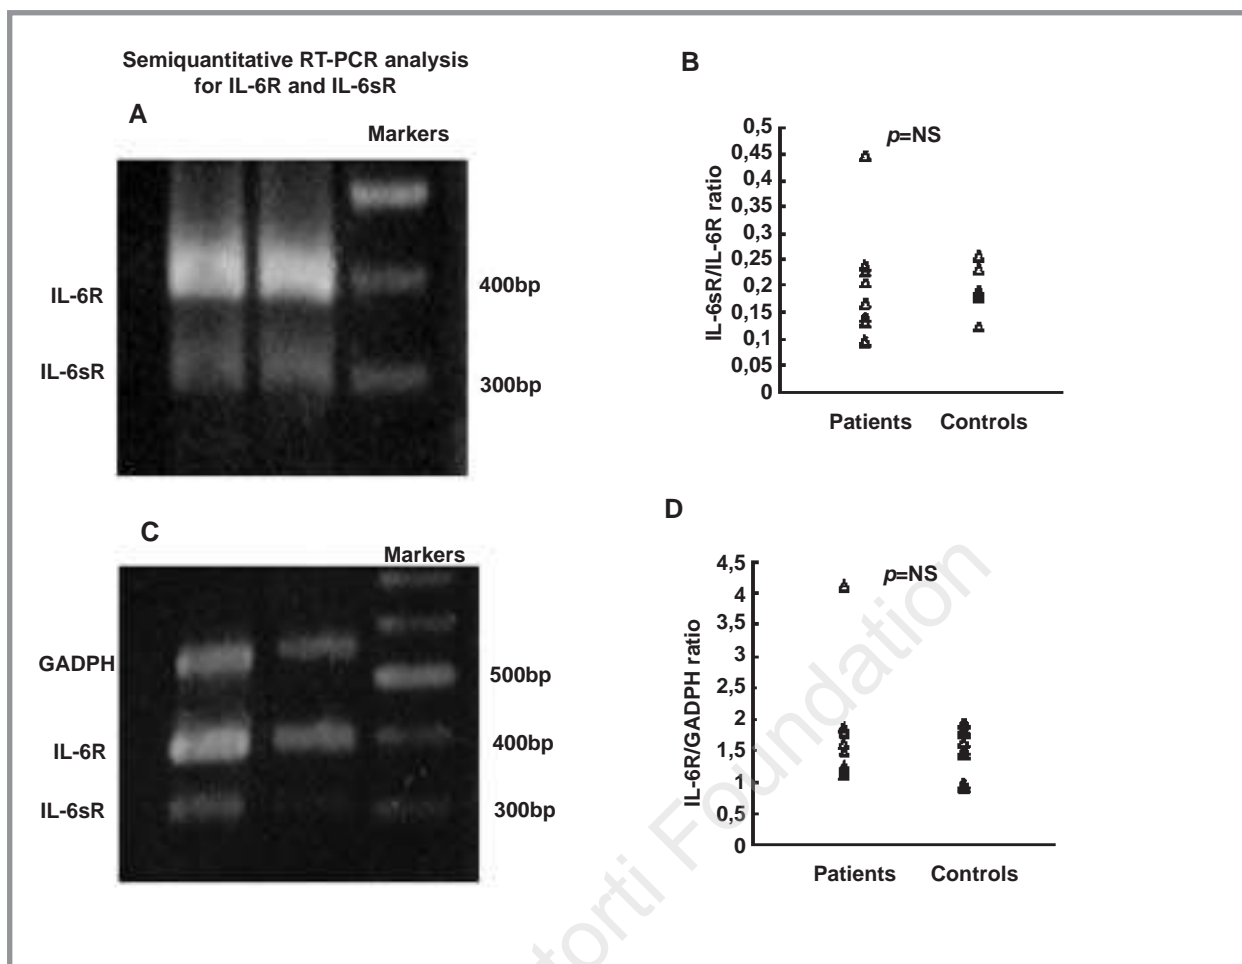 Semiquantitative RT-PCR analysis
for IL-6R and IL-6sR
A
Markers
IL-6R
IL-6sR
400bp
300bp
B
p=NS
IL-6sR/IL-6R ratio
0,5
0,45
0,4
0,35
0,3
0,25
0,2
0,15
0,1
0,05
0
Patients Controls
C
Markers
GADPH
IL-6R
IL-6sR
500bp
400bp
300bp
D
p=NS
IL-6R/GADPH ratio
4,5
4
3,5
3
2,5
2
1,5
1
0,5
0
Patients Controls
torti Foundation